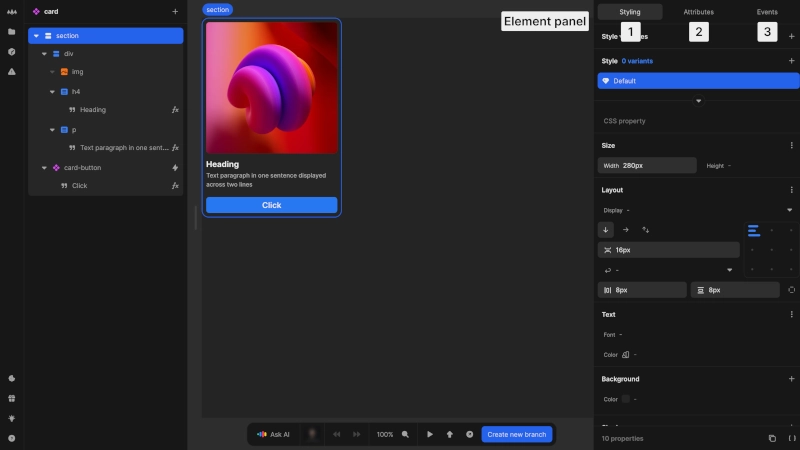 card
section
div
img
h4
Heading
p
Text paragraph in one sent...
card-button
Click
section
Heading
Text paragraph in one sentence displayed
across two lines
Click
Element panel
Ask AI
100%
Create new branch
Styling
Attributes
Events
1
2
3
Style
Style
0 variants
Default
CSS property
Size
Width 280px
Height -
Layout
Display -
16px
-
8px
8px
Text
Font -
Color -
Background
Color -
10 properties